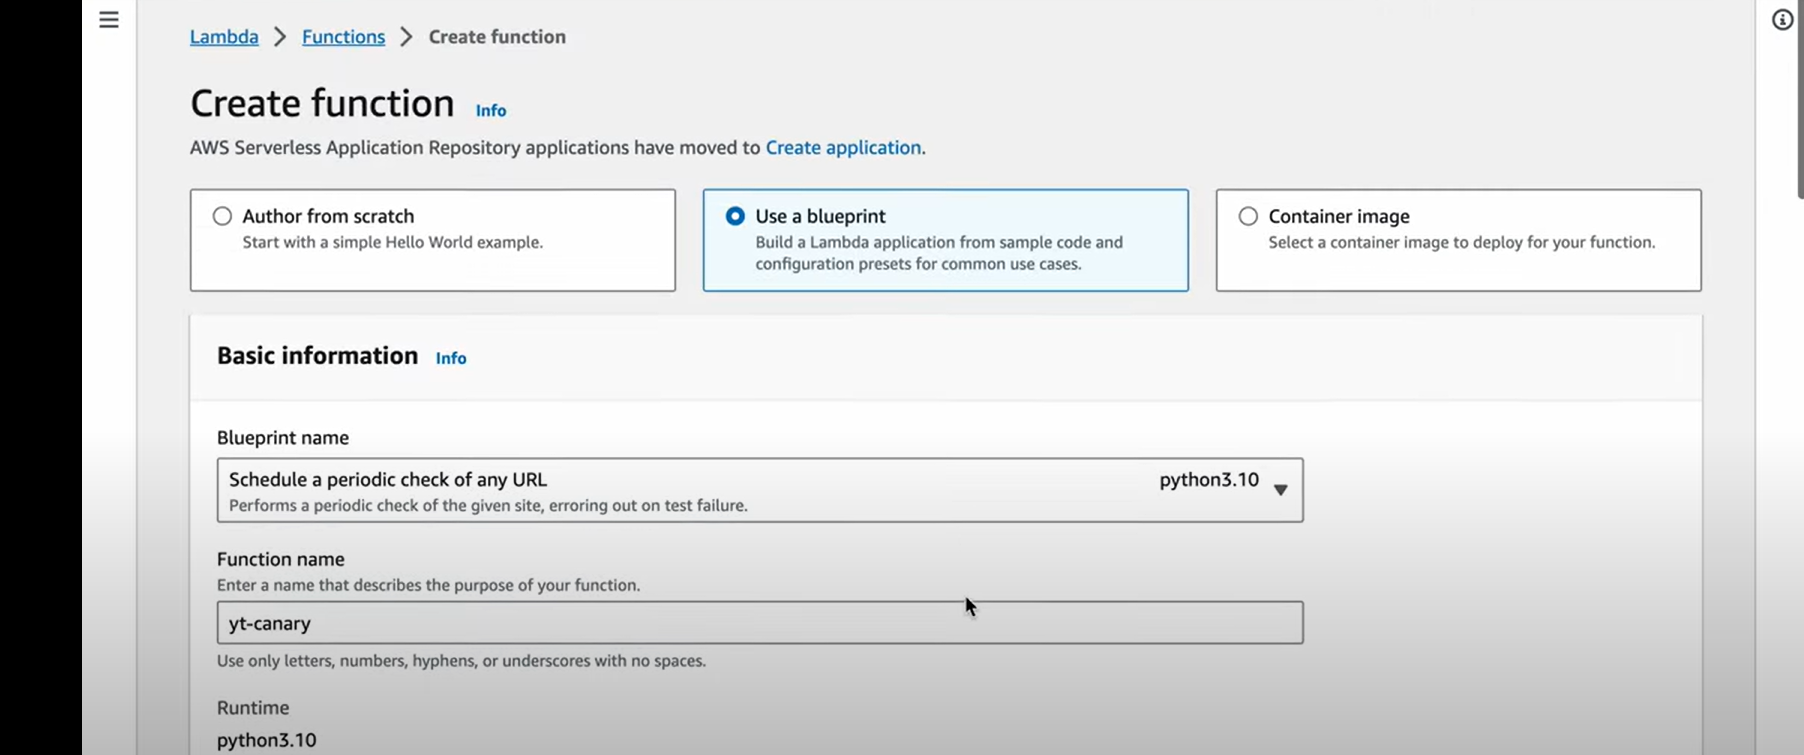 Lambda > Functions > Create function
Create function Info
AWS Serverless Application Repository applications have moved to Create application.
Author from scratch
Start with a simple Hello World example.
Use a blueprint
Build a Lambda application from sample code and
configuration presets for common use cases.
Container image
Select a container image to deploy for your function.
Basic information Info
Blueprint name
Schedule a periodic check of any URL python3.10
Performs a periodic check of the given site, erroring out on test failure.
Function name
Enter a name that describes the purpose of your function.
yt-canary
Use only letters, numbers, hyphens, or underscores with no spaces.
Runtime
python3.10